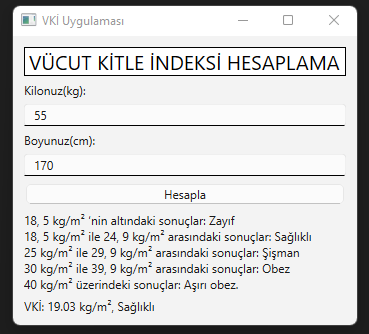 VKİ Uygulaması
VÜCUT KİTLE İNDEKSİ HESAPLAMA
Kilonuz(kg):
55
Boyunuz(cm):
170
Hesapla
18, 5 kg/m² 'nin altındaki sonuçlar: Zayıf
18, 5 kg/m² ile 24, 9 kg/m² arasındaki sonuçlar: Sağlıklı
25 kg/m² ile 29, 9 kg/m² arasındaki sonuçlar: Şişman
30 kg/m² ile 39, 9 kg/m² arasındaki sonuçlar: Obez
40 kg/m² üzerindeki sonuçlar: Aşırı obez.
VKİ: 19.03 kg/m², Sağlıklı